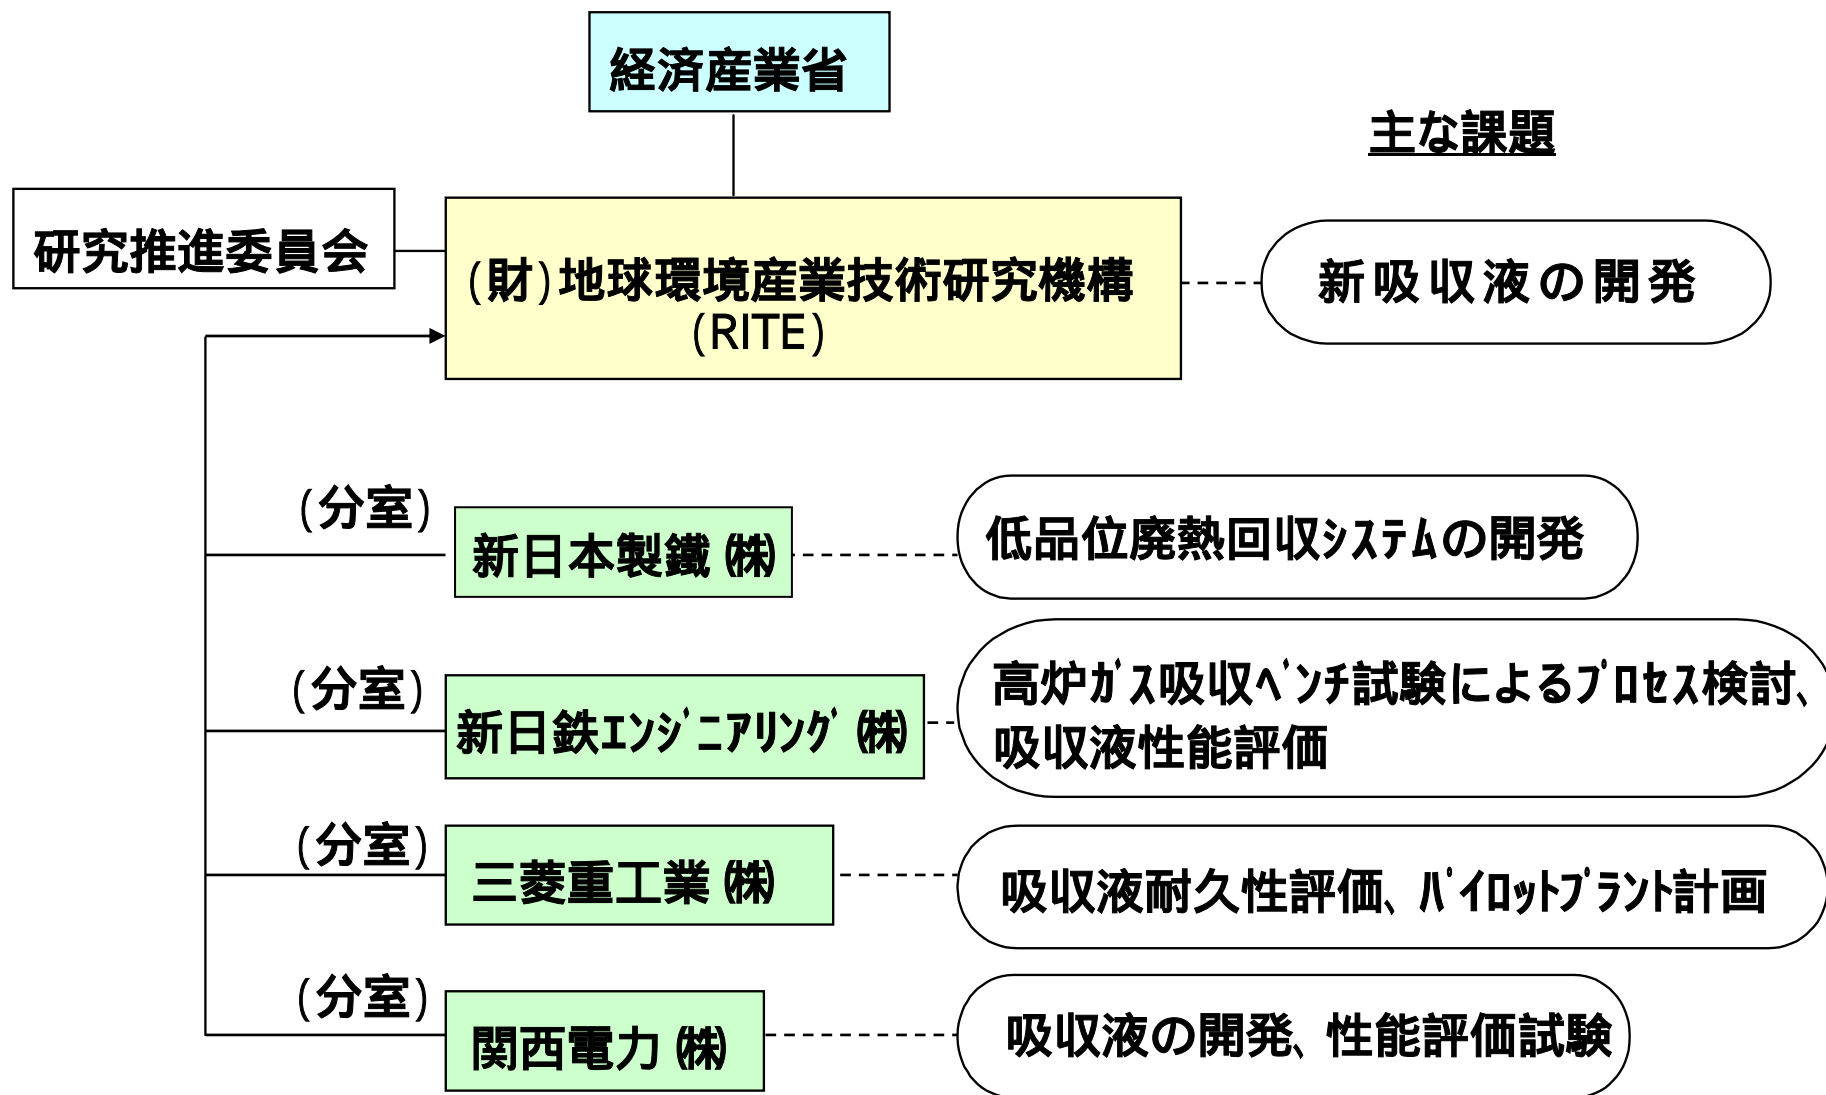 経済産業省
主な課題
研究推進委員会
(財)地球環境産業技術研究機構
(RITE)
新吸収液の開発
(分室)
新日本製鐵㈱
低品位廃熱回収ｼｽﾃﾑの開発
(分室)
新日鉄ｴﾝｼﾞﾆｱﾘﾝｸﾞ㈱
高炉ｶﾞｽ吸収ﾍﾞﾝﾁ試験によるﾌﾟﾛｾｽ検討､
吸収液性能評価
(分室)
三菱重工業㈱
吸収液耐久性評価､ﾊﾟｲﾛｯﾄﾌﾟﾗﾝﾄ計画
(分室)
関西電力㈱
吸収液の開発､性能評価試験